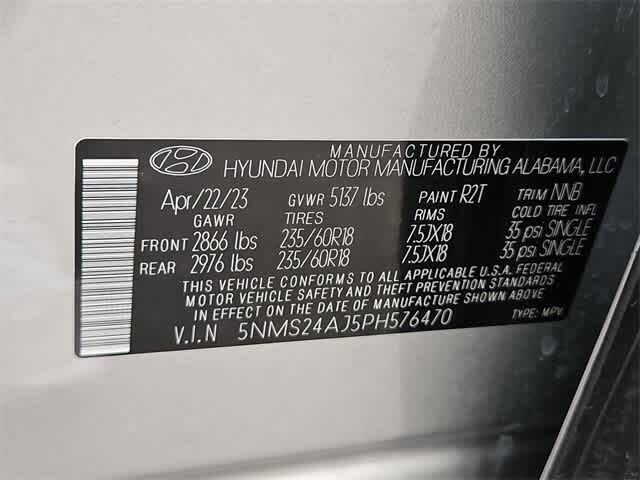 MANUFACTURED BY
HYUNDAI MOTOR MANUFACTURING ALABAMA, LLC
Apr/22/23 GVWR 5137 lbs PAINT R2T TRIM NNB
GAWR TIRES RIMS COLD TIRE INFL
FRONT 2866 lbs 235/60R18 7.5JX18 35 psi SINGLE
REAR 2976 lbs 235/60R18 7.5JX18 35 psi SINGLE
THIS VEHICLE CONFORMS TO ALL APPLICABLE U.S.A. FEDERAL
MOTOR VEHICLE SAFETY AND THEFT PREVENTION STANDARDS
IN EFFECT ON THE DATE OF MANUFACTURE SHOWN ABOVE
V.I.N 5NMS24AJ5PH576470 TYPE: MPV